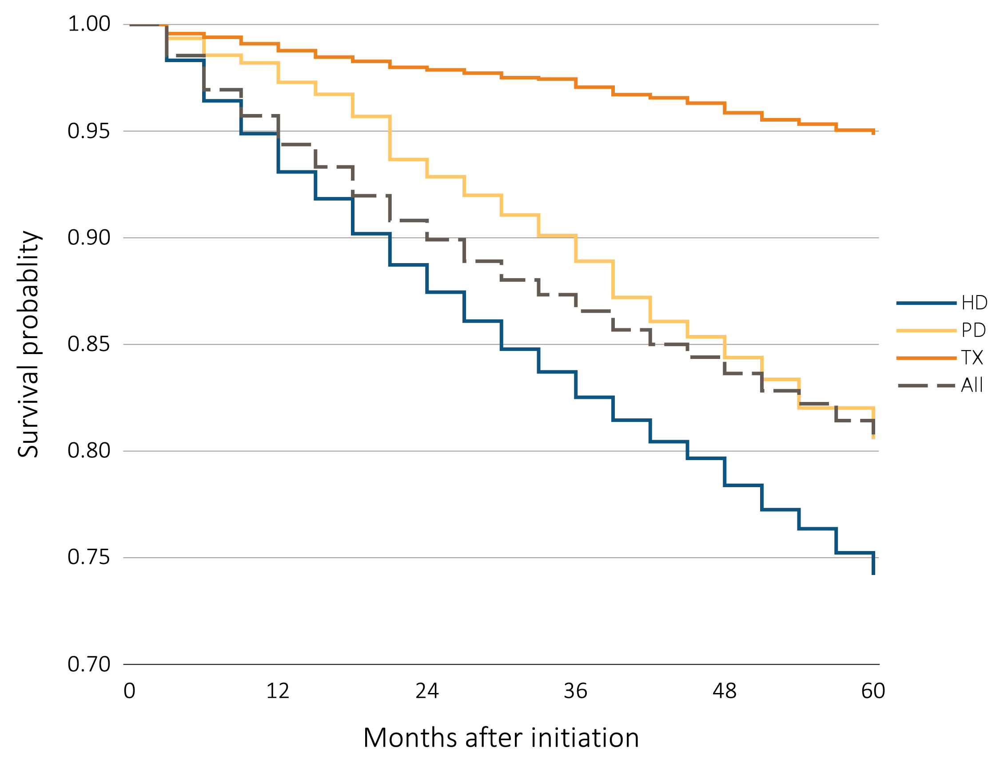 1.00
0.95
0.90
0.85
0.80
0.75
0.70
Survival probablity
0 12 24 36 48 60
Months after initiation
HD
PD
TX
All